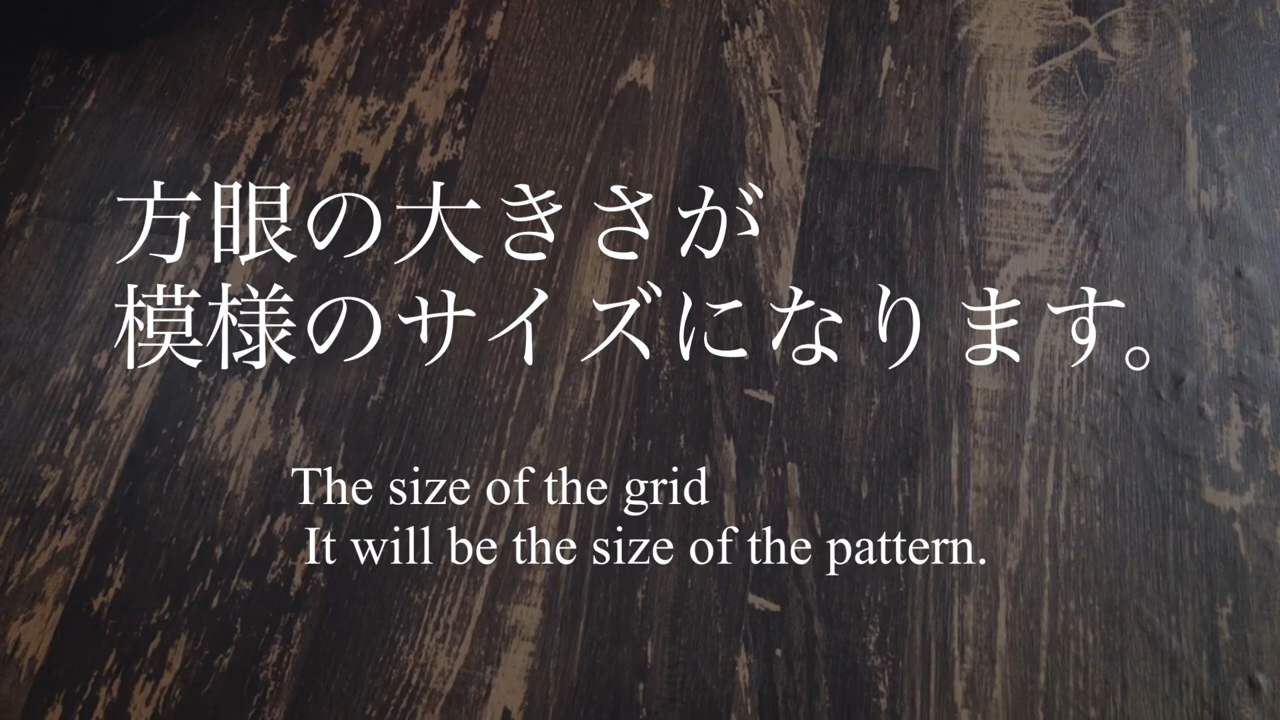 方眼の大きさが
模様のサイズになります。
The size of the grid
It will be the size of the pattern.